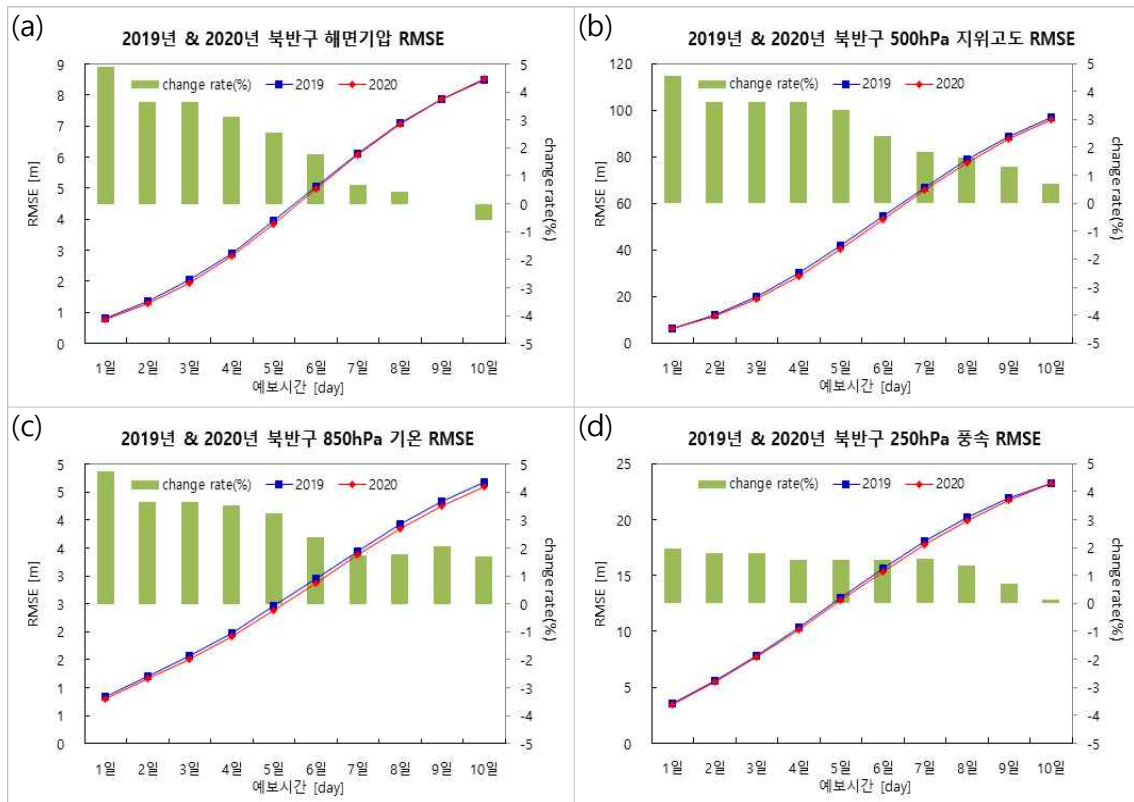 (a)
2019년 & 2020년 북반구 해면기압 RMSE
change rate(%) 2019 2020
RMSE [m]
9
8
7
6
5
4
3
2
1
0
5
4
3
2
1
0
-1
-2
-3
-4
-5
change rate(%)
1일 2일 3일 4일 5일 6일 7일 8일 9일 10일
예보시간 [day]
(b)
2019년 & 2020년 북반구 500hPa 지위고도 RMSE
change rate(%) 2019 2020
RMSE [m]
120
100
80
60
40
20
0
5
4
3
2
1
0
-1
-2
-3
-4
-5
change rate(%)
1일 2일 3일 4일 5일 6일 7일 8일 9일 10일
예보시간 [day]
(c)
2019년 & 2020년 북반구 850hPa 기온 RMSE
change rate(%) 2019 2020
RMSE [m]
5
5
4
4
3
3
2
2
1
1
0
5
4
3
2
1
0
-1
-2
-3
-4
-5
change rate(%)
1일 2일 3일 4일 5일 6일 7일 8일 9일 10일
예보시간 [day]
(d)
2019년 & 2020년 북반구 250hPa 풍속 RMSE
change rate(%) 2019 2020
RMSE [m]
25
20
15
10
5
0
5
4
3
2
1
0
-1
-2
-3
-4
-5
change rate(%)
1일 2일 3일 4일 5일 6일 7일 8일 9일 10일
예보시간 [day]